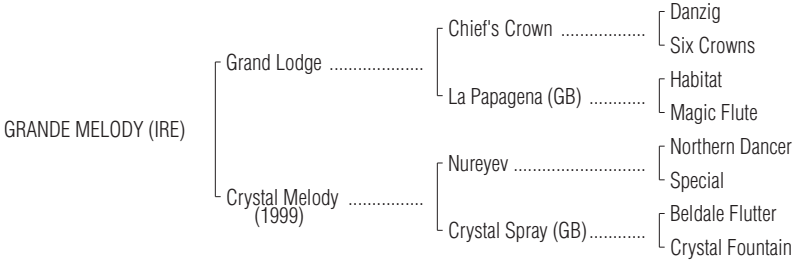 Danzig
Chief's Crown ...................
Six Crowns
Grand Lodge ....................
Habitat
La Papagena (GB) ............
Magic Flute
GRANDE MELODY (IRE)
Northern Dancer
Nureyev ............................
Special
Crystal Melody ................
(1999)
Beldale Flutter
Crystal Spray (GB)............
Crystal Fountain